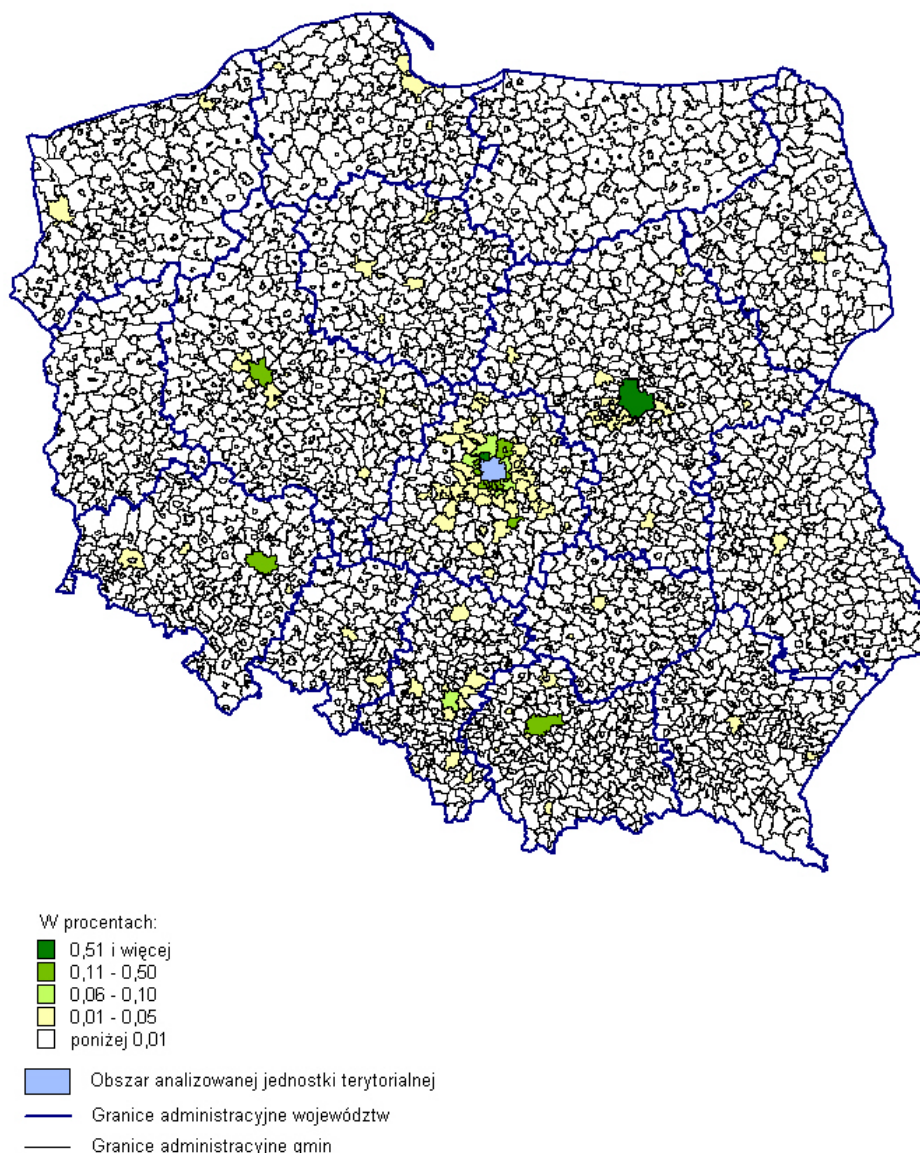 W procentach:
0,51 i więcej
0,11 - 0,50
0,06 - 0,10
0,01 - 0,05
poniżej 0,01
Obszar analizowanej jednostki terytorialnej
Granice administracyjne województw
Granice administracyjne gmin